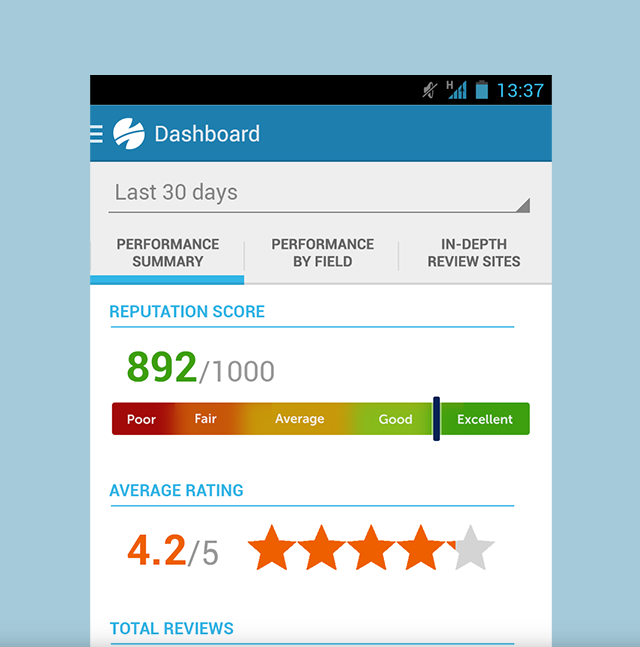 H 13:37
Dashboard
Last 30 days
PERFORMANCE SUMMARY
PERFORMANCE BY FIELD
IN-DEPTH REVIEW SITES
REPUTATION SCORE
892/1000
Poor Fair Average Good Excellent
AVERAGE RATING
4.2/5
TOTAL REVIEWS